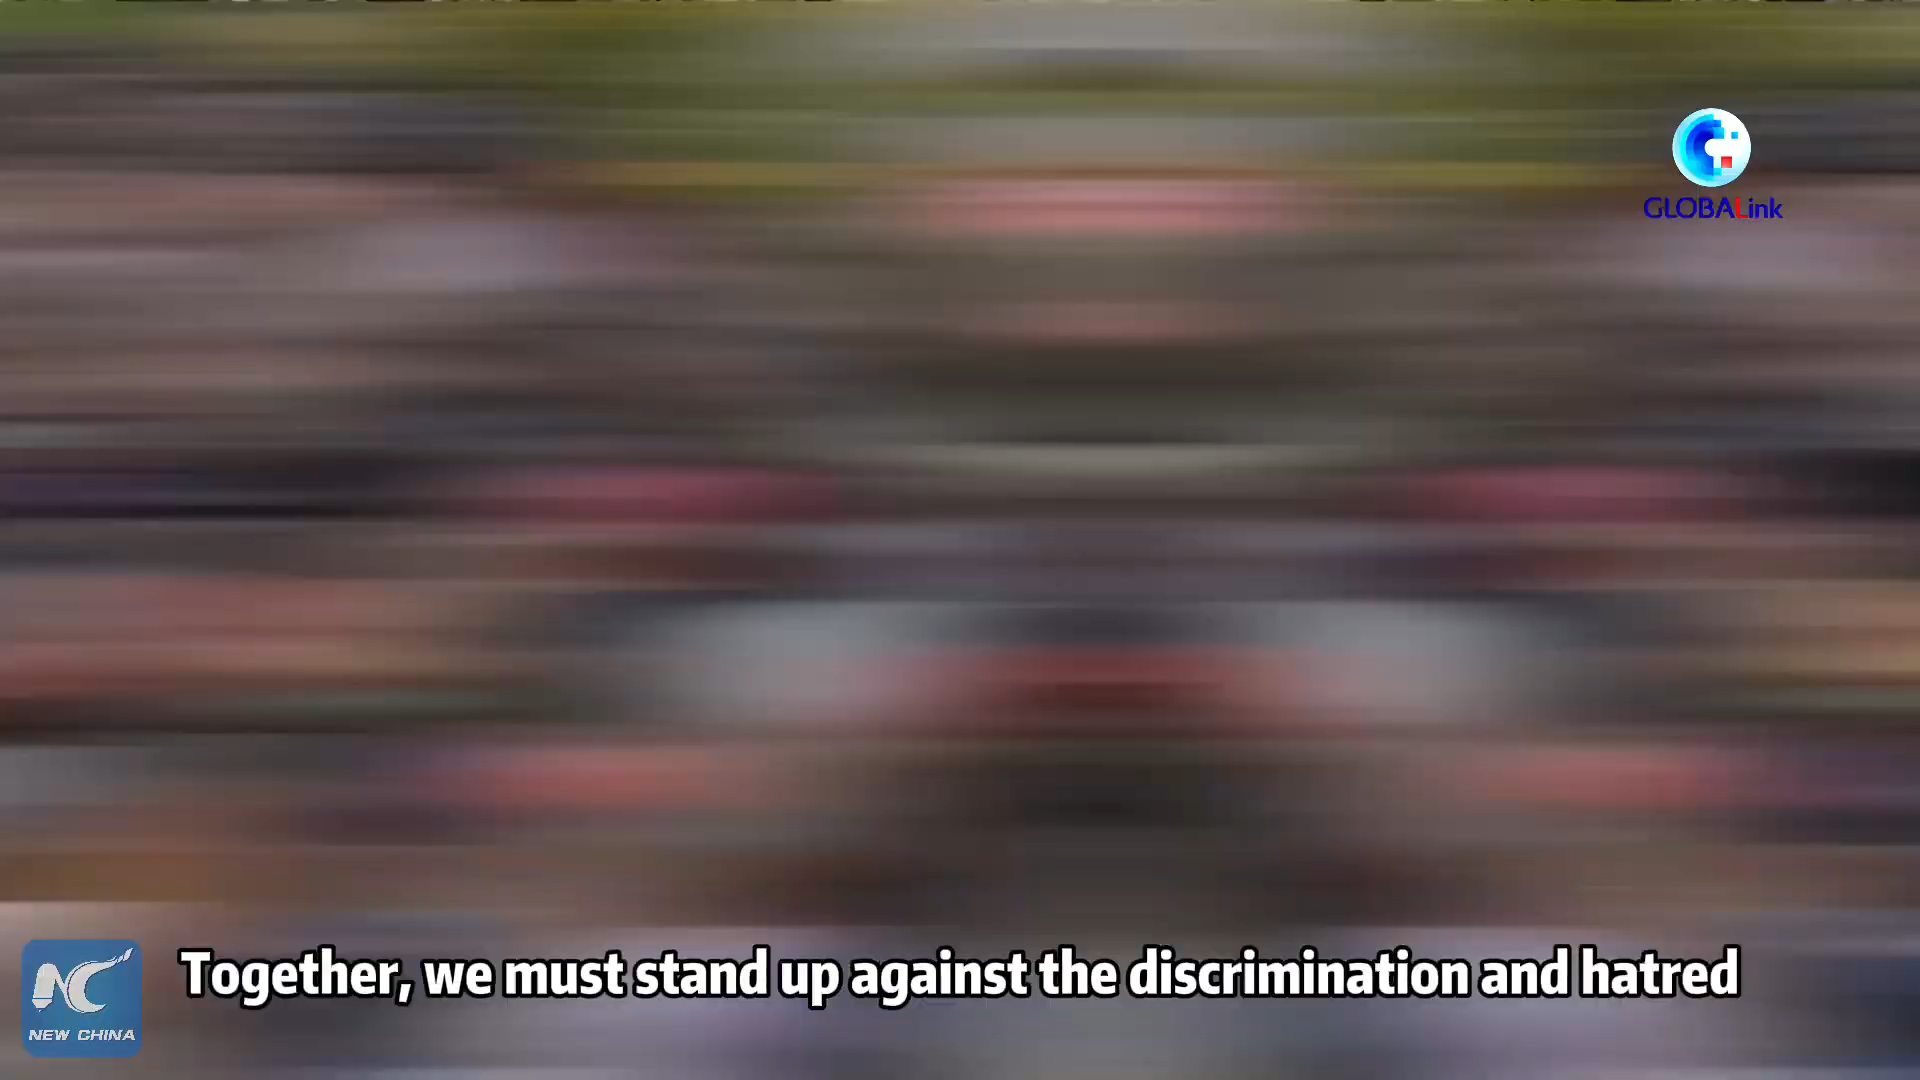 GLOBALink
Together, we must stand up against the discrimination and hatred
NEW CHINA